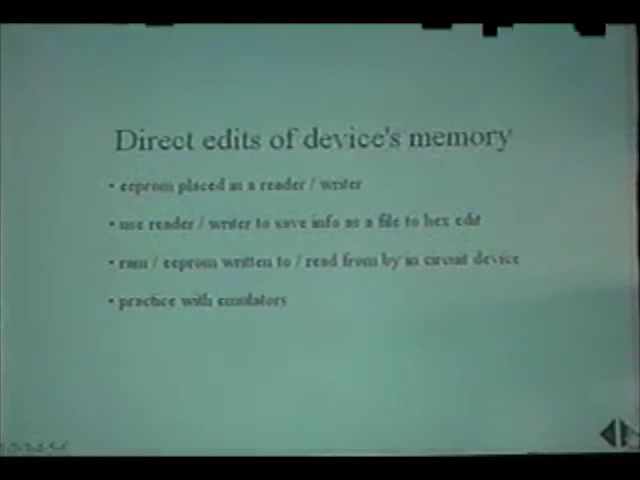 Direct edits of device's memory
• eeprom placed in a reader / writer
• use reader / writer to save info as a file to hex edit
• ram / eeprom written to / read from by in circuit device
• practice with emulators